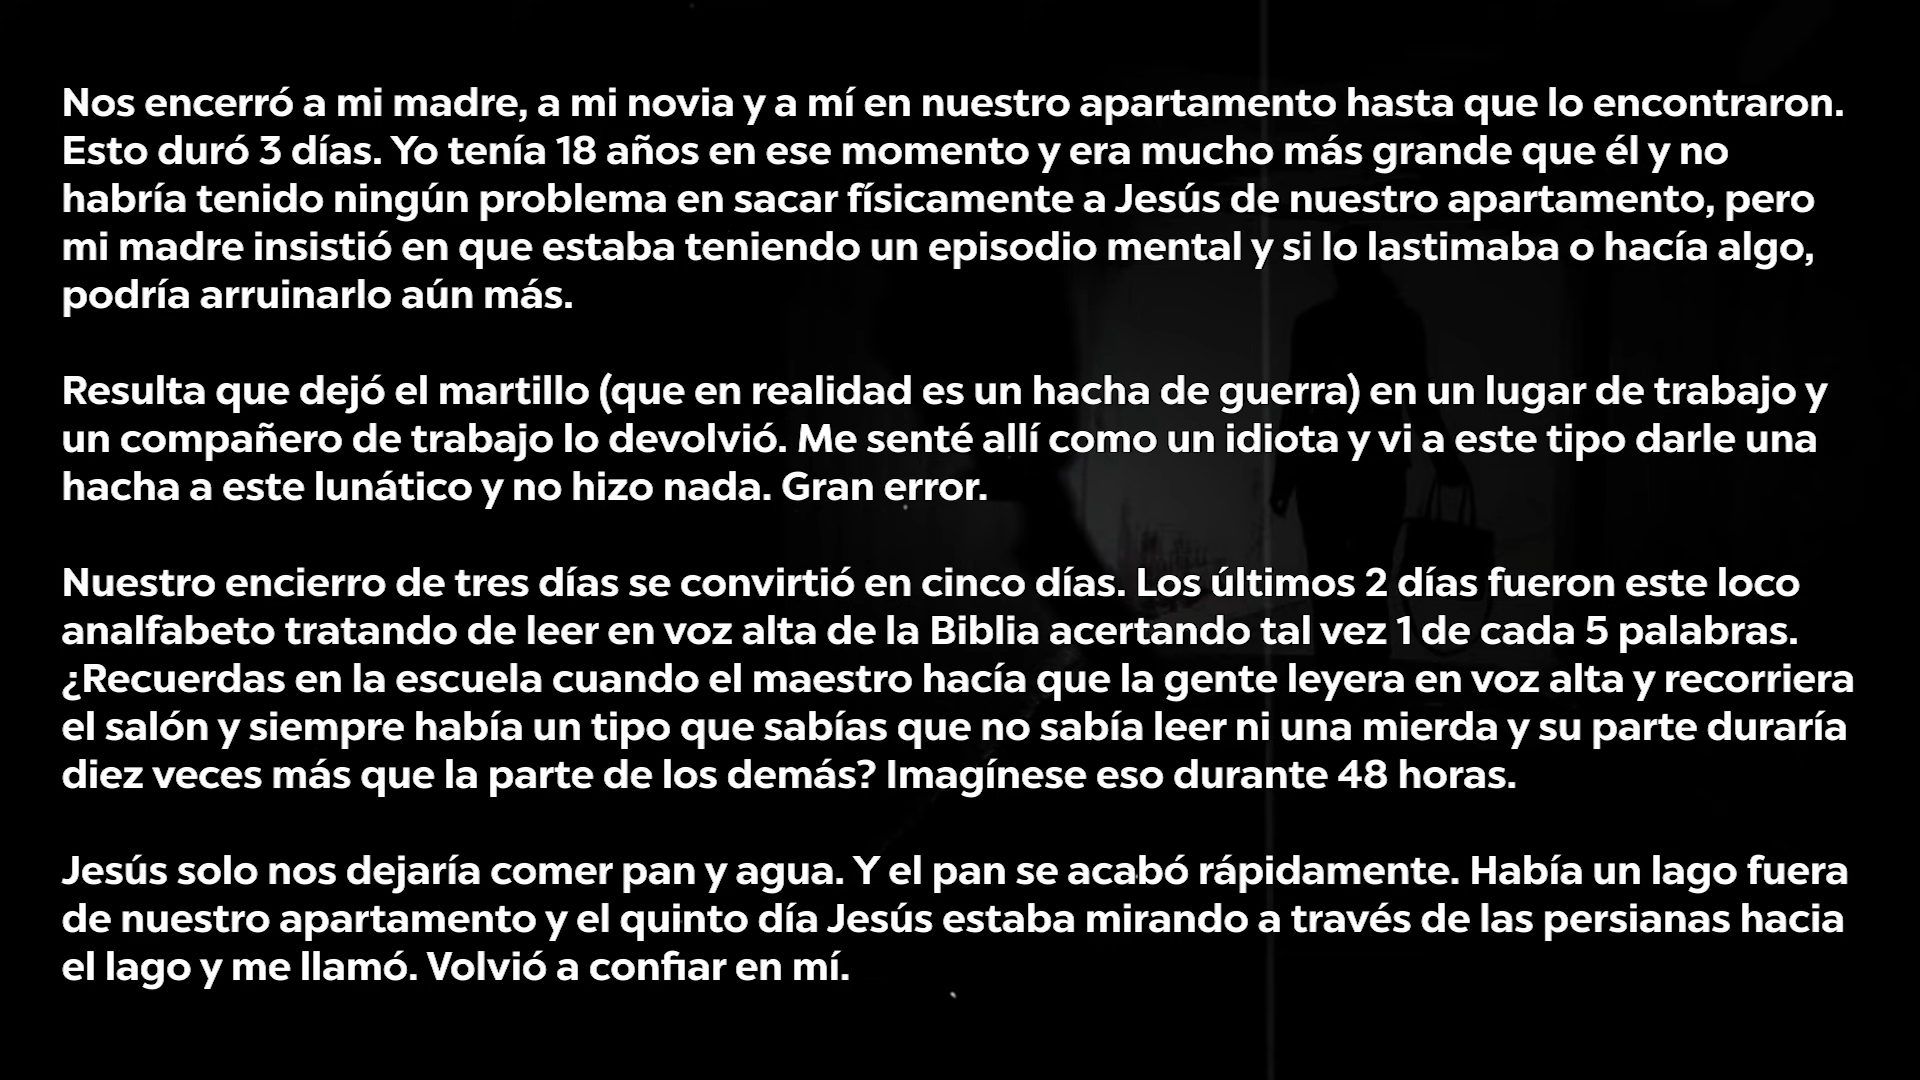 Nos encerró a mi madre, a mi novia y a mí en nuestro apartamento hasta que lo encontraron.
Esto duró 3 días. Yo tenía 18 años en ese momento y era mucho más grande que él y no
habría tenido ningún problema en sacar físicamente a Jesús de nuestro apartamento, pero
mi madre insistió en que estaba teniendo un episodio mental y si lo lastimaba o hacía algo,
podría arruinarlo aún más.
Resulta que dejó el martillo (que en realidad es un hacha de guerra) en un lugar de trabajo y
un compañero de trabajo lo devolvió. Me senté allí como un idiota y vi a este tipo darle una
hacha a este lunático y no hizo nada. Gran error.
Nuestro encierro de tres días se convirtió en cinco días. Los últimos 2 días fueron este loco
analfabeto tratando de leer en voz alta de la Biblia acertando tal vez 1 de cada 5 palabras.
¿Recuerdas en la escuela cuando el maestro hacía que la gente leyera en voz alta y recorriera
el salón y siempre había un tipo que sabías que no sabía leer ni una mierda y su parte duraría
diez veces más que la parte de los demás? Imagínese eso durante 48 horas.
Jesús solo nos dejaría comer pan y agua. Y el pan se acabó rápidamente. Había un lago fuera
de nuestro apartamento y el quinto día Jesús estaba mirando a través de las persianas hacia
el lago y me llamó. Volvió a confiar en mí.